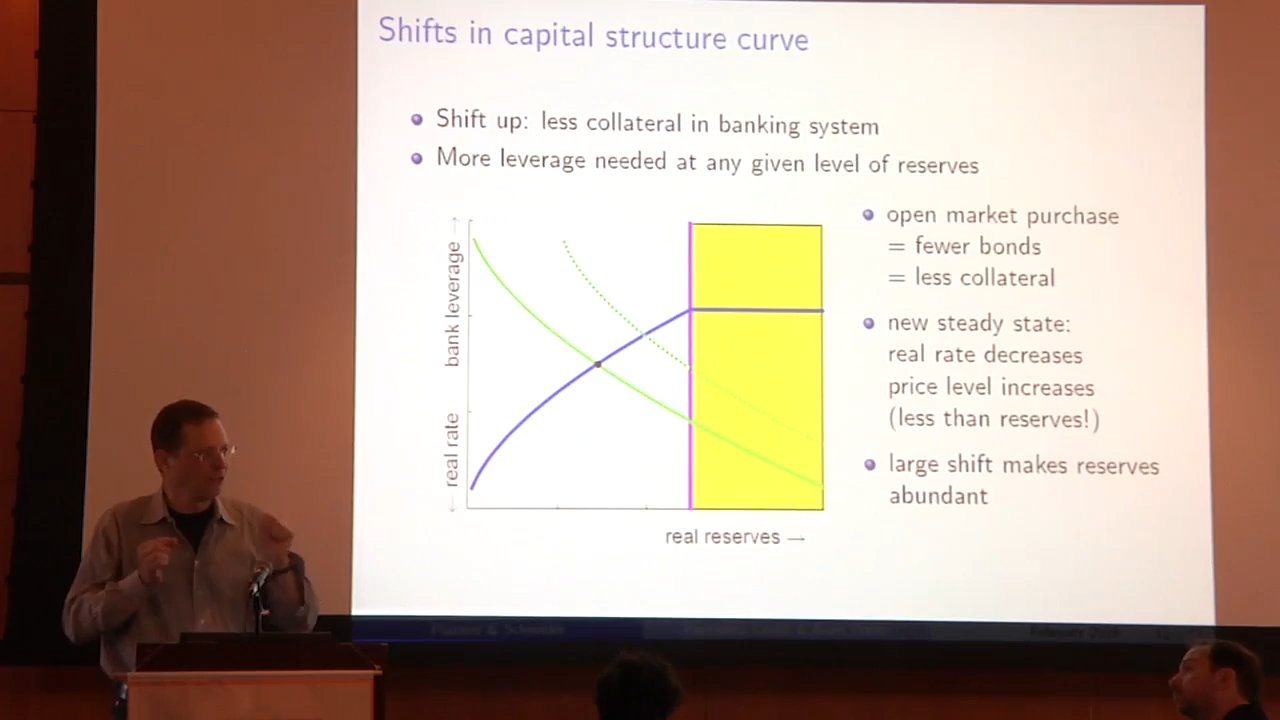 Shifts in capital structure curve
Shift up: less collateral in banking system
More leverage needed at any given level of reserves
open market purchase
= fewer bonds
= less collateral
new steady state:
real rate decreases
price level increases
(less than reserves!)
large shift makes reserves
abundant
bank leverage →
← real rate
real reserves →